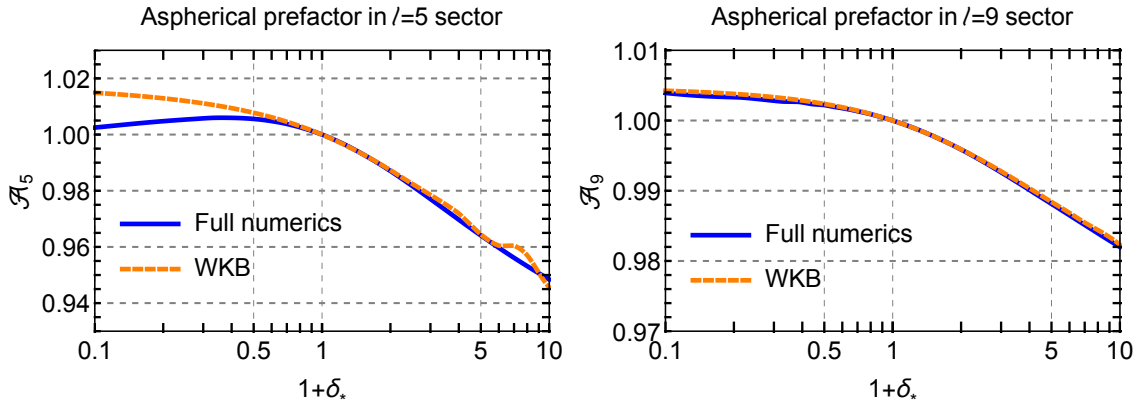 Aspherical prefactor in ℓ=5 sector
𝒜5
1.02
1.00
0.98
0.96
0.94
Full numerics
WKB
0.1 0.5 1 5 10
1+δ*
Aspherical prefactor in ℓ=9 sector
𝒜9
1.01
1.00
0.99
0.98
0.97
Full numerics
WKB
0.1 0.5 1 5 10
1+δ*